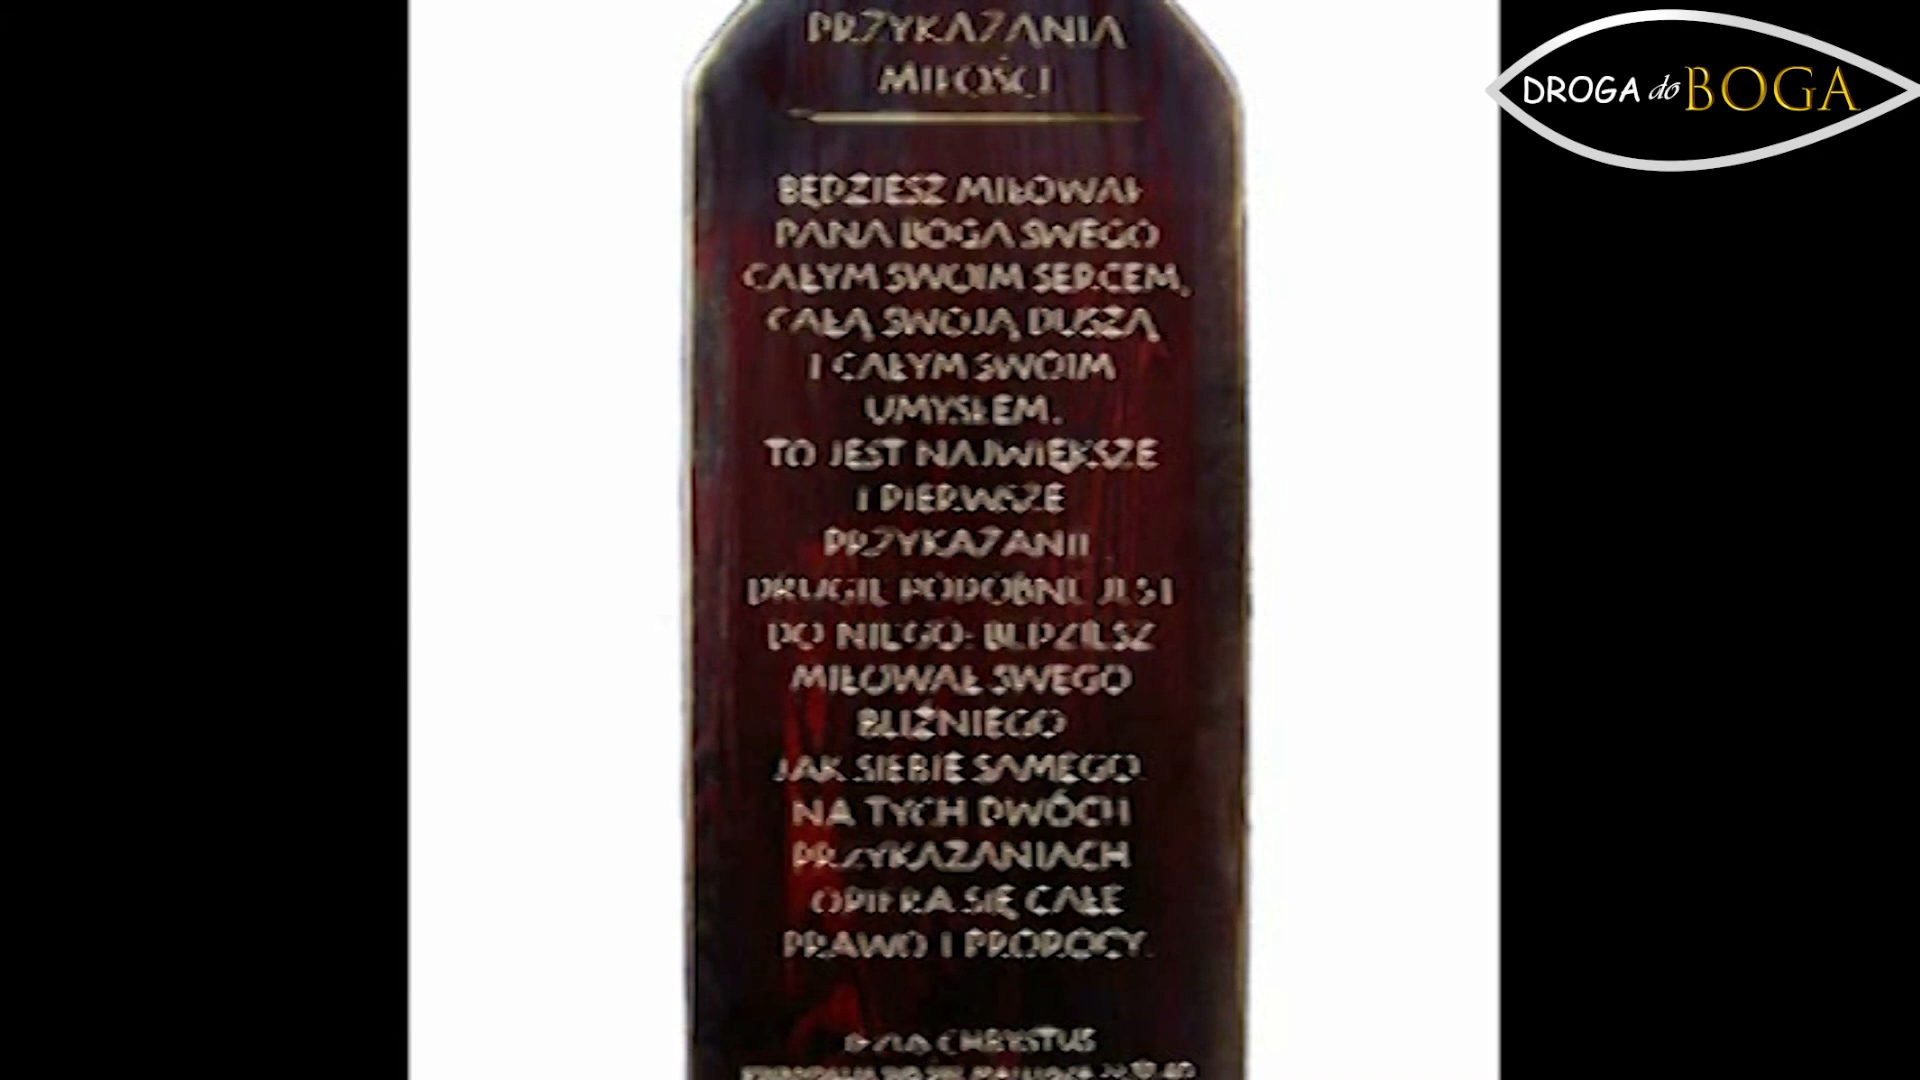 DROGA do BOGA
PRZYKAZANIA
MIŁOŚCI
BĘDZIESZ MIŁOWAŁ
PANA BOGA SWEGO
CAŁYM SWOIM SERCEM,
CAŁĄ SWOJĄ DUSZĄ
I CAŁYM SWOIM
UMYSŁEM.
TO JEST NAJWIĘKSZE
I PIERWSZE
PRZYKAZANIE
DRUGIE PODOBNE JEST
DO NIEGO: BĘDZIESZ
MIŁOWAŁ SWEGO
BLIŹNIEGO
JAK SIEBIE SAMEGO.
NA TYCH DWÓCH
PRZYKAZANIACH
OPIERA SIĘ CAŁE
PRAWO I PROROCY.
CHRYSTUS